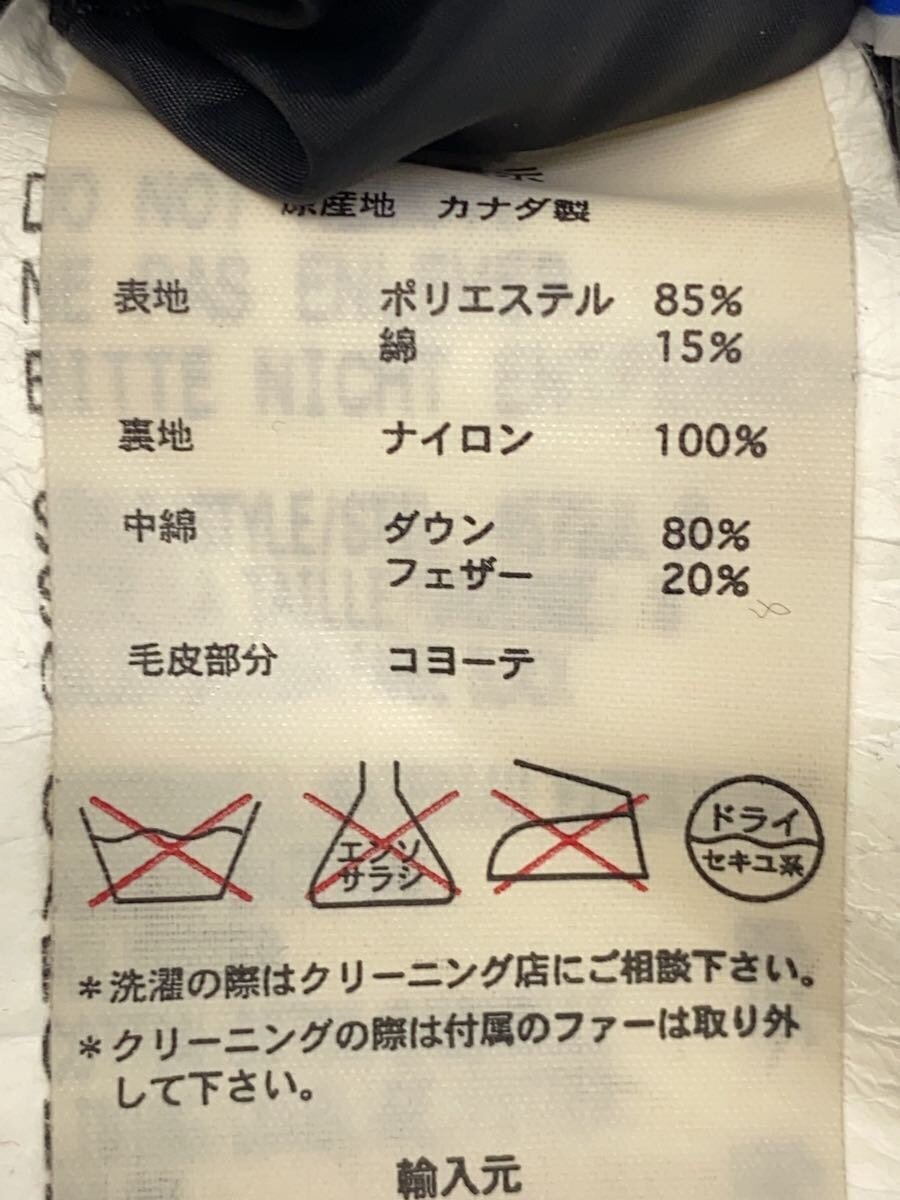 原産地 カナダ製
表地 ポリエステル 85%
綿 15%
裏地 ナイロン 100%
中綿 ダウン 80%
フェザー 20%
毛皮部分 コヨーテ
エンソ
サラシ
ドライ
セキユ系
*洗濯の際はクリーニング店にご相談下さい。
*クリーニングの際は付属のファーは取り外
して下さい。
輸入元